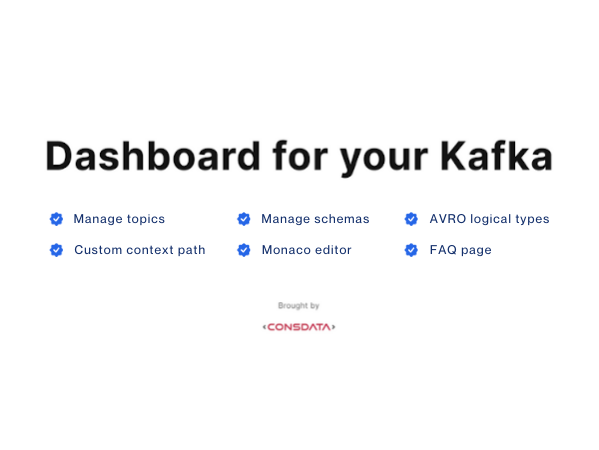 Dashboard for your Kafka
Manage topics
Manage schemas
AVRO logical types
Custom context path
Monaco editor
FAQ page
Brought by
CONSDATA